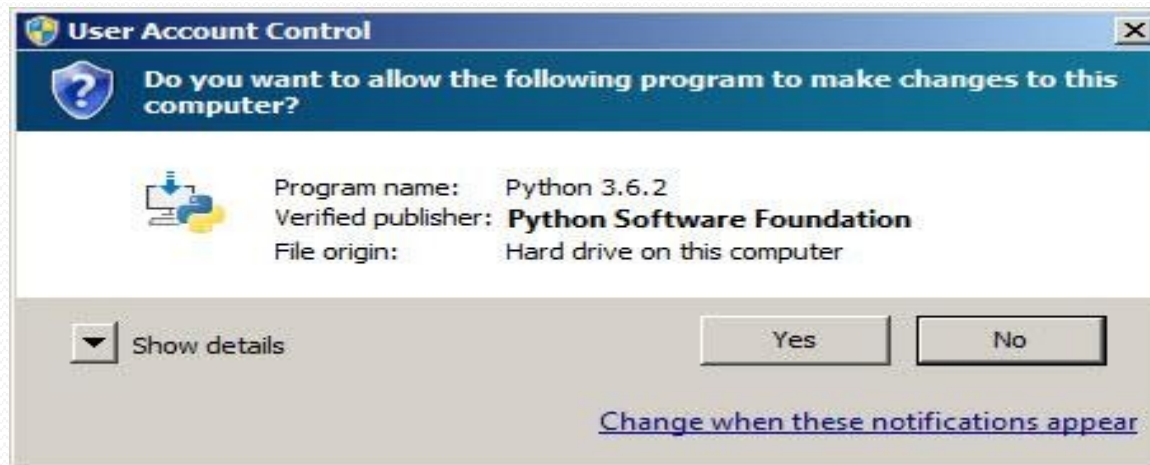 User Account Control
Do you want to allow the following program to make changes to this
computer?
Program name: Python 3.6.2
Verified publisher: Python Software Foundation
File origin: Hard drive on this computer
Show details
Yes
No
Change when these notifications appear